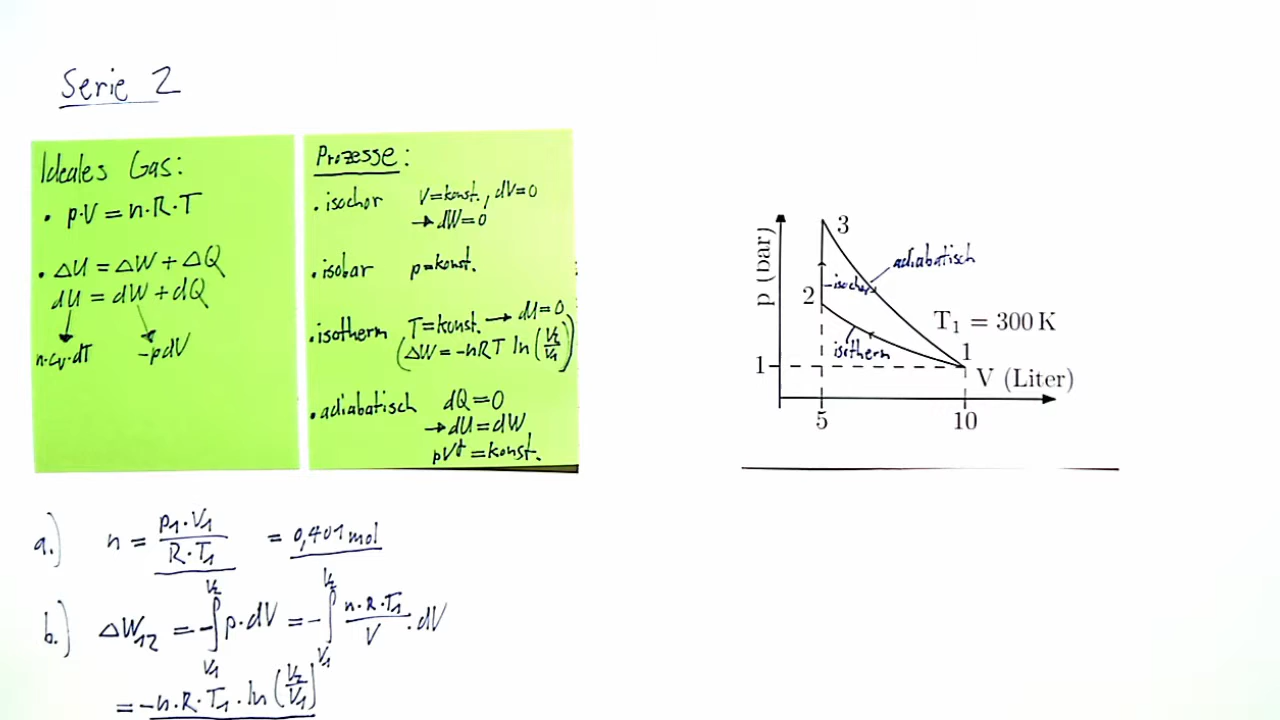 Serie 2
Ideales Gas:
• p·V = n·R·T
• ΔU = ΔW + ΔQ
dU = dW + dQ
n·cv·dT
-pdV
Prozesse:
• isochor V=konst., dV=0
→ dW=0
• isobar p=konst.
• isotherm T=konst. → dU=0
(ΔW = -nRT ln(V2/V1))
• adiabatisch dQ=0
→ dU=dW
pV^γ = konst.
p (bar)
3
adiabatisch
isochor
2
T1 = 300 K
isotherm
1
1
V (Liter)
5
10
a.) n = p1·V1 / R·T1 = 0,401 mol
b.) ΔW12 = -∫V1^V2 p·dV = -∫V1^V2 n·R·T1 / V · dV
= -n·R·T1·ln(V2/V1)